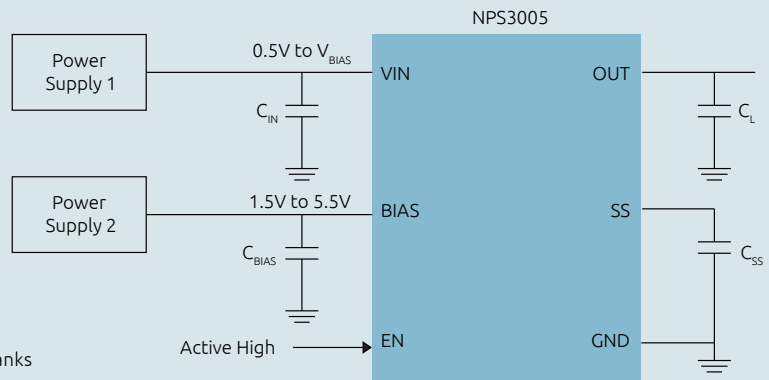 NPS3005
Power
Supply 1
0.5V to V_BIAS
VIN
OUT
C_IN
C_L
Power
Supply 2
1.5V to 5.5V
BIAS
SS
C_BIAS
C_SS
Active High
EN
GND
anks